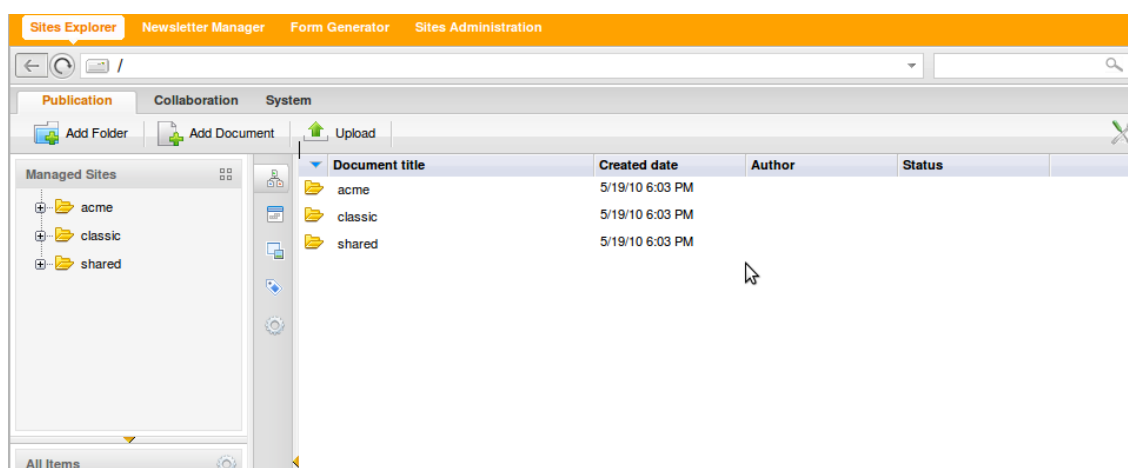 Sites Explorer Newsletter Manager Form Generator Sites Administration
/
Publication Collaboration System
Add Folder Add Document Upload
Managed Sites
acme
classic
shared
All Items
Document title Created date Author Status
acme 5/19/10 6:03 PM
classic 5/19/10 6:03 PM
shared 5/19/10 6:03 PM